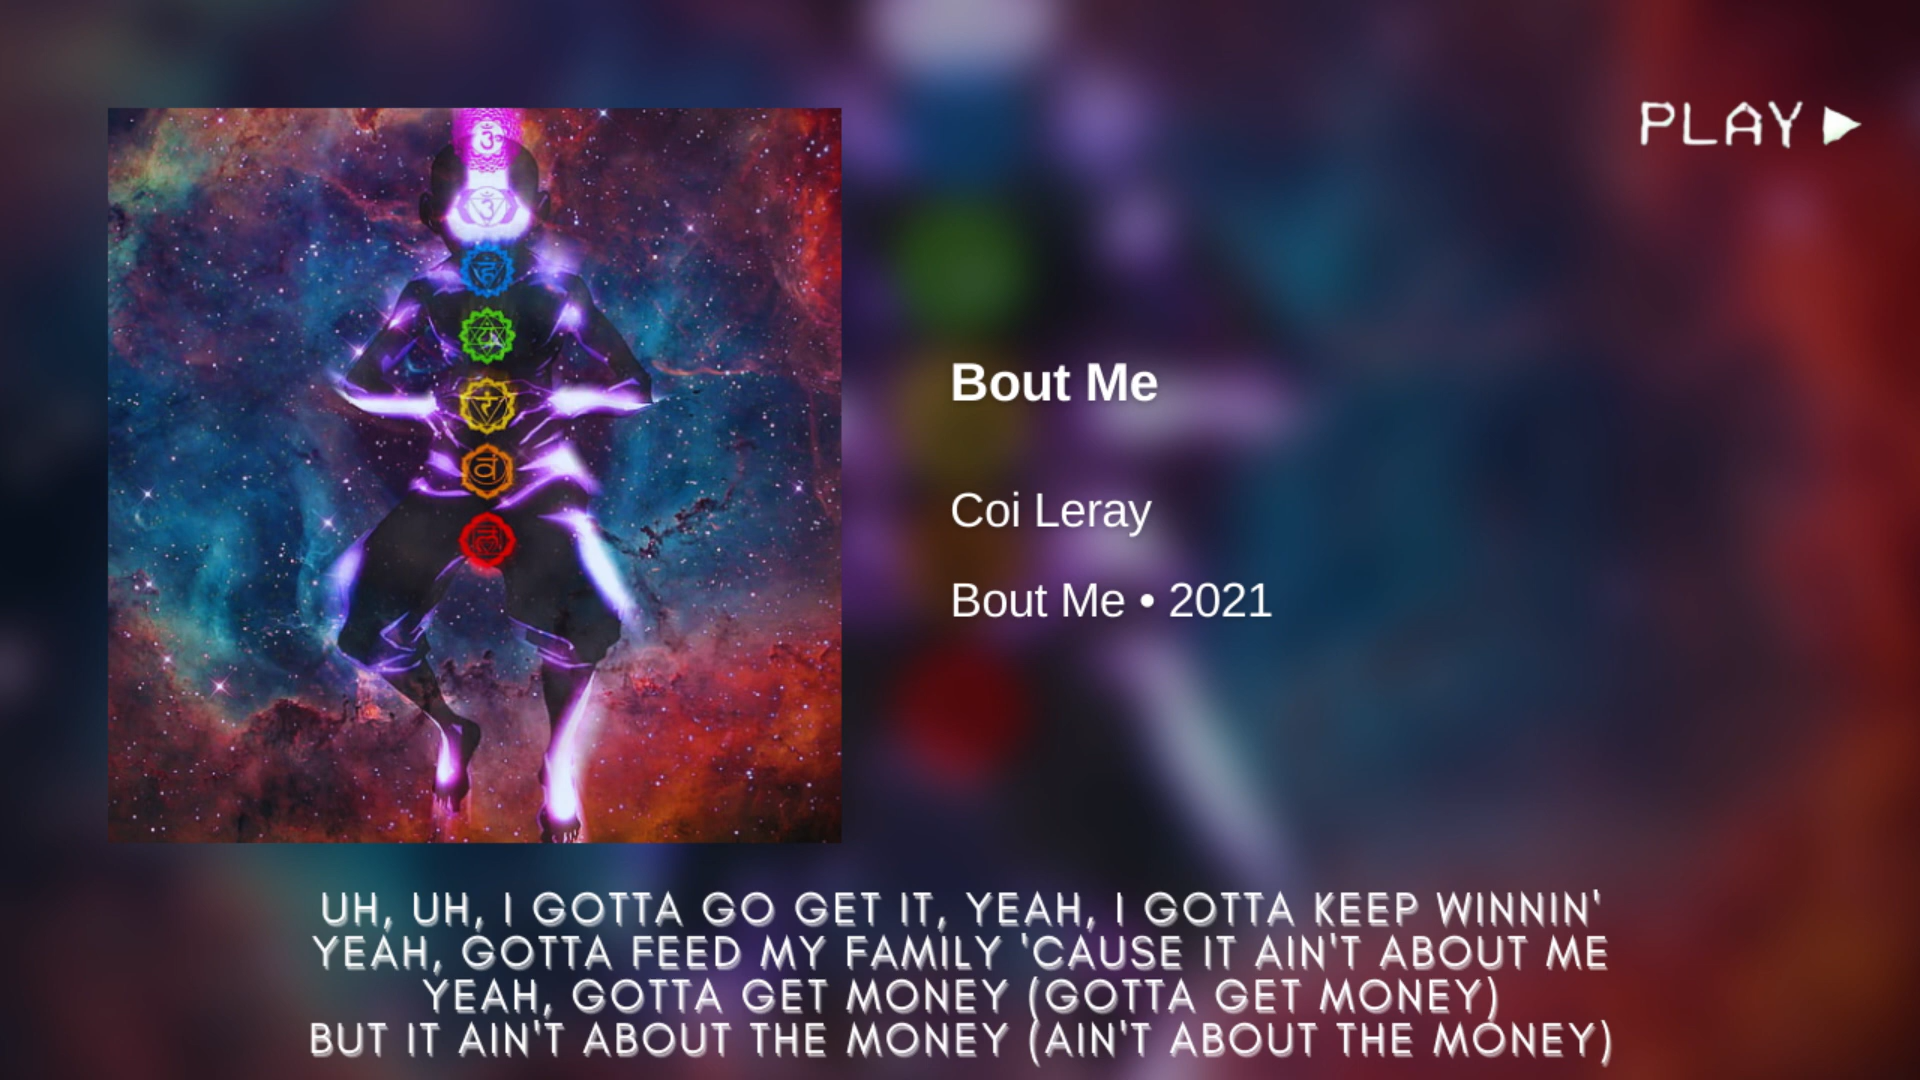 PLAY
Bout Me
Coi Leray
Bout Me • 2021
UH, UH, I GOTTA GO GET IT, YEAH, I GOTTA KEEP WINNIN'
YEAH, GOTTA FEED MY FAMILY 'CAUSE IT AIN'T ABOUT ME
YEAH, GOTTA GET MONEY (GOTTA GET MONEY)
BUT IT AIN'T ABOUT THE MONEY (AIN'T ABOUT THE MONEY)